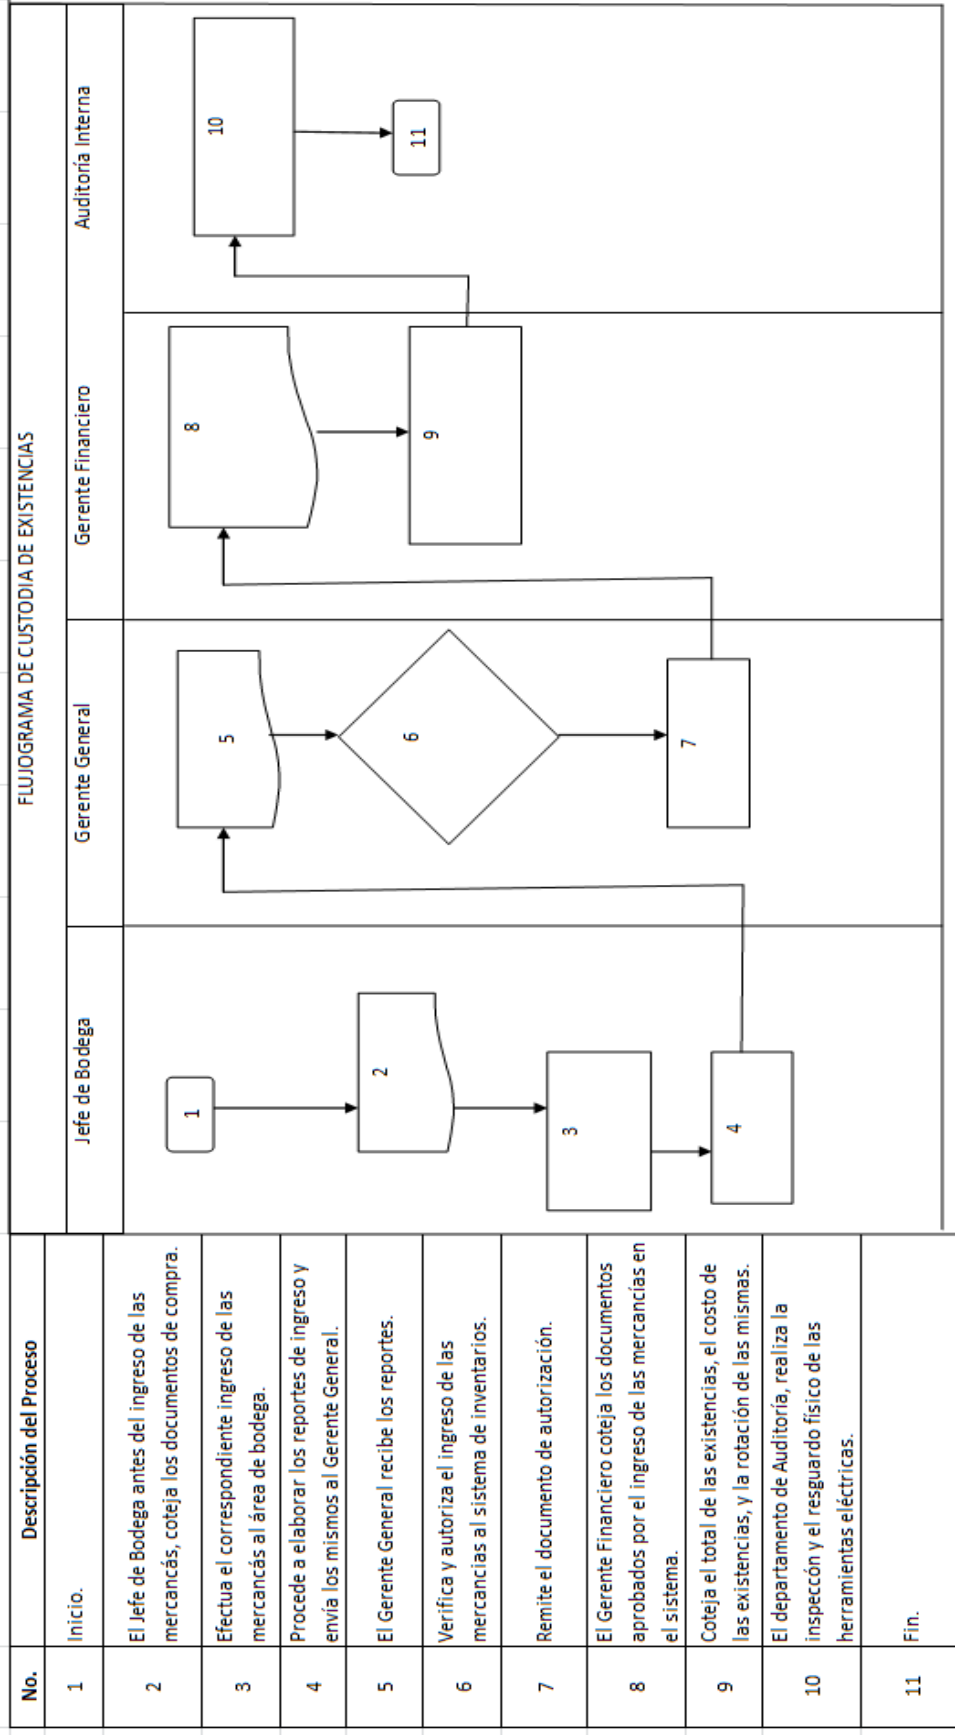 No.
Descripción del Proceso
FLUJOGRAMA DE CUSTODIA DE EXISTENCIAS
Jefe de Bodega
Gerente General
Gerente Financiero
Auditoría Interna
1
Inicio.
2
El Jefe de Bodega antes del ingreso de las
mercancás, coteja los documentos de compra.
3
Efectua el correspondiente ingreso de las
mercancás al área de bodega.
4
Procede a elaborar los reportes de ingreso y
envía los mismos al Gerente General.
5
El Gerente General recibe los reportes.
6
Verifica y autoriza el ingreso de las
mercancias al sistema de inventarios.
7
Remite el documento de autorización.
8
El Gerente Financiero coteja los documentos
aprobados por el ingreso de las mercancías en
el sistema.
9
Coteja el total de las existencias, el costo de
las existencias, y la rotación de las mismas.
10
El departamento de Auditoría, realiza la
inspeccón y el resguardo físico de las
herramientas eléctricas.
11
Fin.
1
2
3
4
5
6
7
8
9
10
11